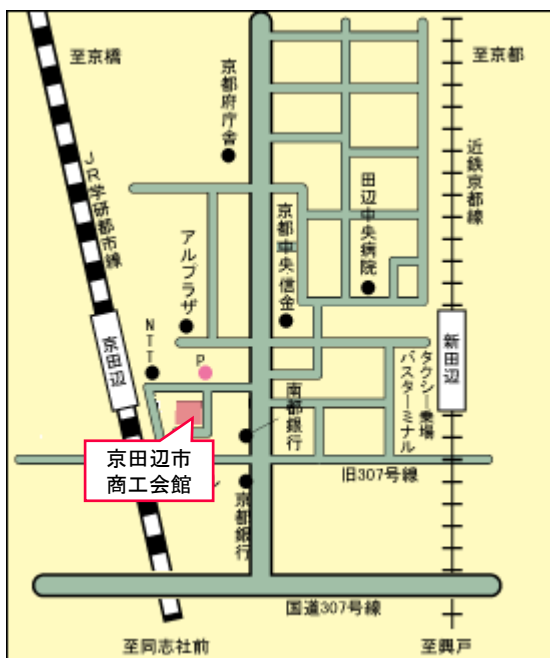 至京橋
至京都
京都府庁舎
近鉄京都線
JR学研都市線
田辺中央病院
京都中央信金
アルプラザ
京田辺
NTT
P
新田辺
タクシー乗場
バスターミナル
南都銀行
京田辺市
商工会館
旧307号線
京都銀行
国道307号線
至同志社前
至興戸